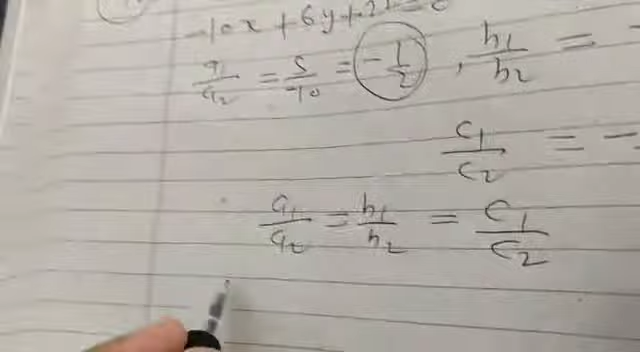 -10x + 6y + 22 = 0
a1/a2 = 5/-10 = -1/2 , b1/b2 = -
c1/c2 = -
a1/a2 = b1/b2 = c1/c2